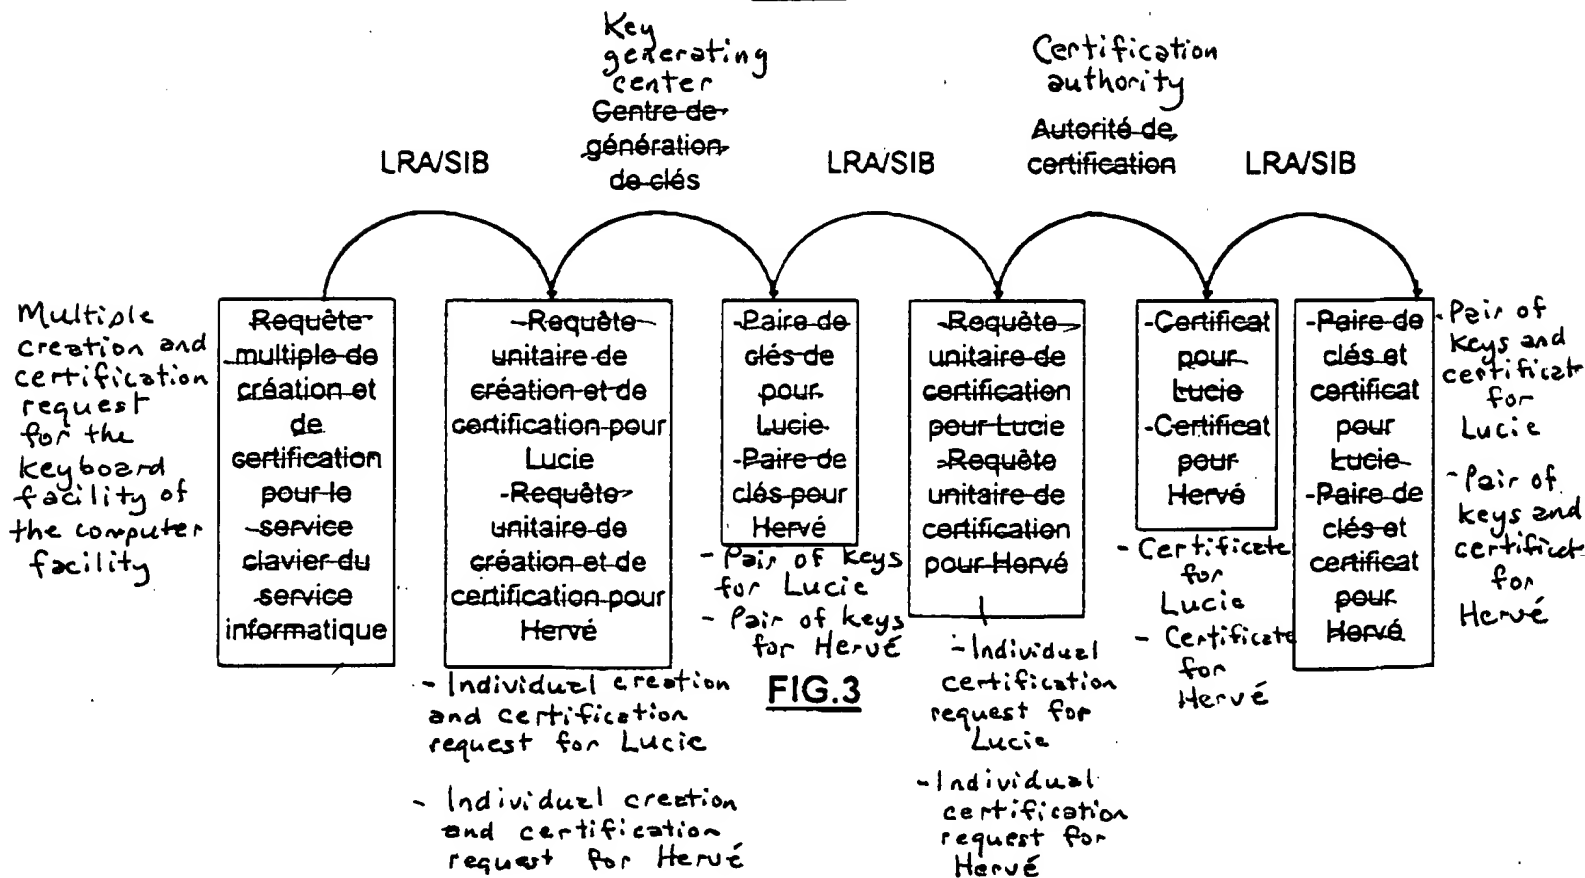 Key
generating
center
Centre de
génération
de clés
Certification
authority
Autorité de
certification
LRA/SIB
LRA/SIB
LRA/SIB
Multiple
creation and
certification
request
for the
keyboard
facility of
the computer
facility
Requête
multiple de
création et
de
certification
pour le
service
clavier du
service
informatique
-Requête
unitaire de
création et de
certification pour
Lucie
-Requête
unitaire de
création et de
certification pour
Hervé
- Individual creation
and certification
request for Lucie
- Individual creation
and certification
request for Hervé
-Paire de
clés de
pour
Lucie
-Paire de
clés pour
Hervé
- Pair of keys
for Lucie
- Pair of keys
for Hervé
-Requête
unitaire de
certification
pour Lucie
-Requête
unitaire de
certification
pour Hervé
- Individual
certification
request for
Lucie
- Individual
certification
request for
Hervé
-Certificat
pour
Lucie
-Certificat
pour
Hervé
- Certificate
for
Lucie
- Certificate
for
Hervé
-Paire de
clés et
certificat
pour
Lucie
-Paire de
clés et
certificat
pour
Hervé
- Pair of
keys and
certificate
for
Lucie
- Pair of
keys and
certificate
for
Hervé
FIG.3